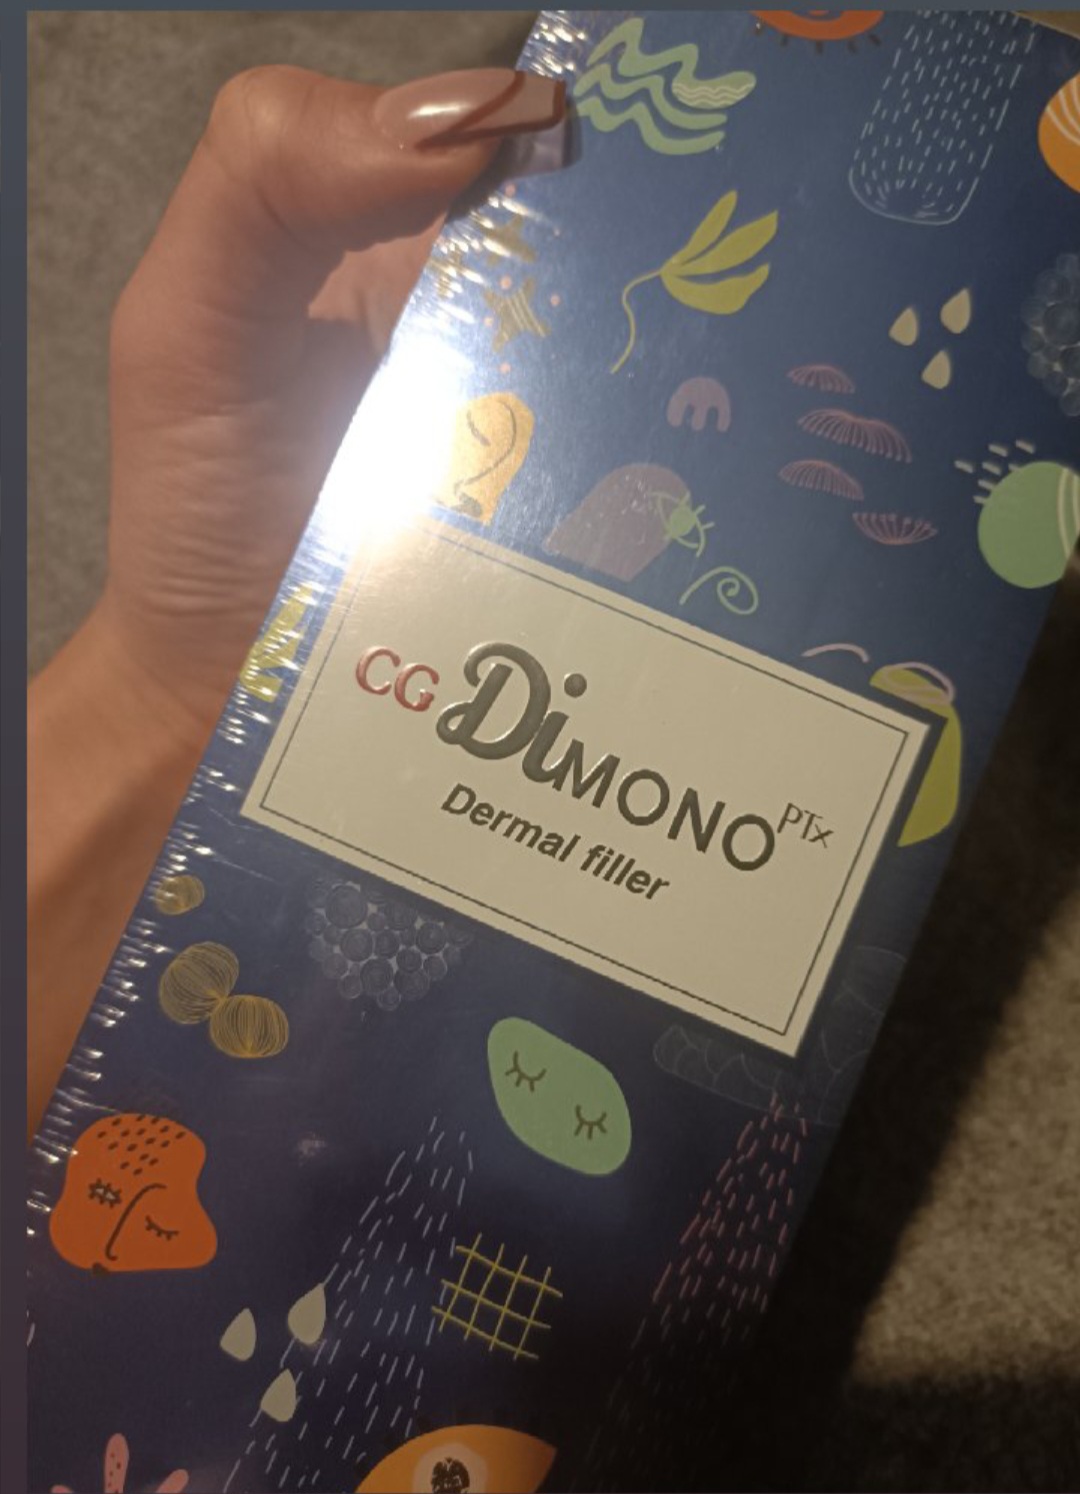 CG DiMONO PTx
Dermal filler